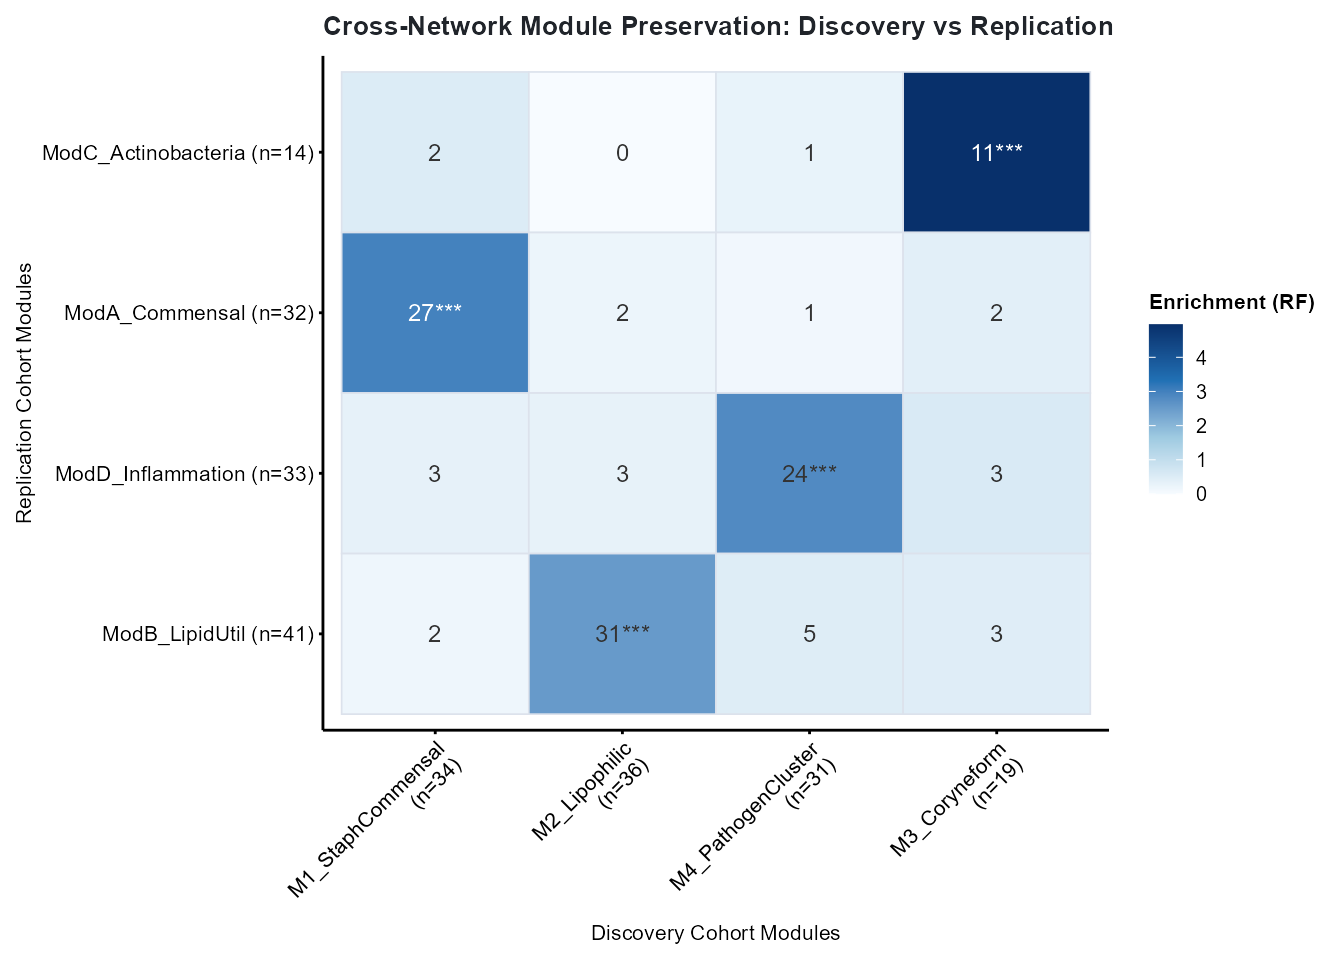 Cross-Network Module Preservation: Discovery vs Replication
Replication Cohort Modules
ModC_Actinobacteria (n=14)
2
0
1
11***
ModA_Commensal (n=32)
27***
2
1
2
ModD_Inflammation (n=33)
3
3
24***
3
ModB_LipidUtil (n=41)
2
31***
5
3
M1_StaphCommensal
(n=34)
M2_Lipophilic
(n=36)
M4_PathogenCluster
(n=31)
M3_Coryneform
(n=19)
Discovery Cohort Modules
Enrichment (RF)
4
3
2
1
0